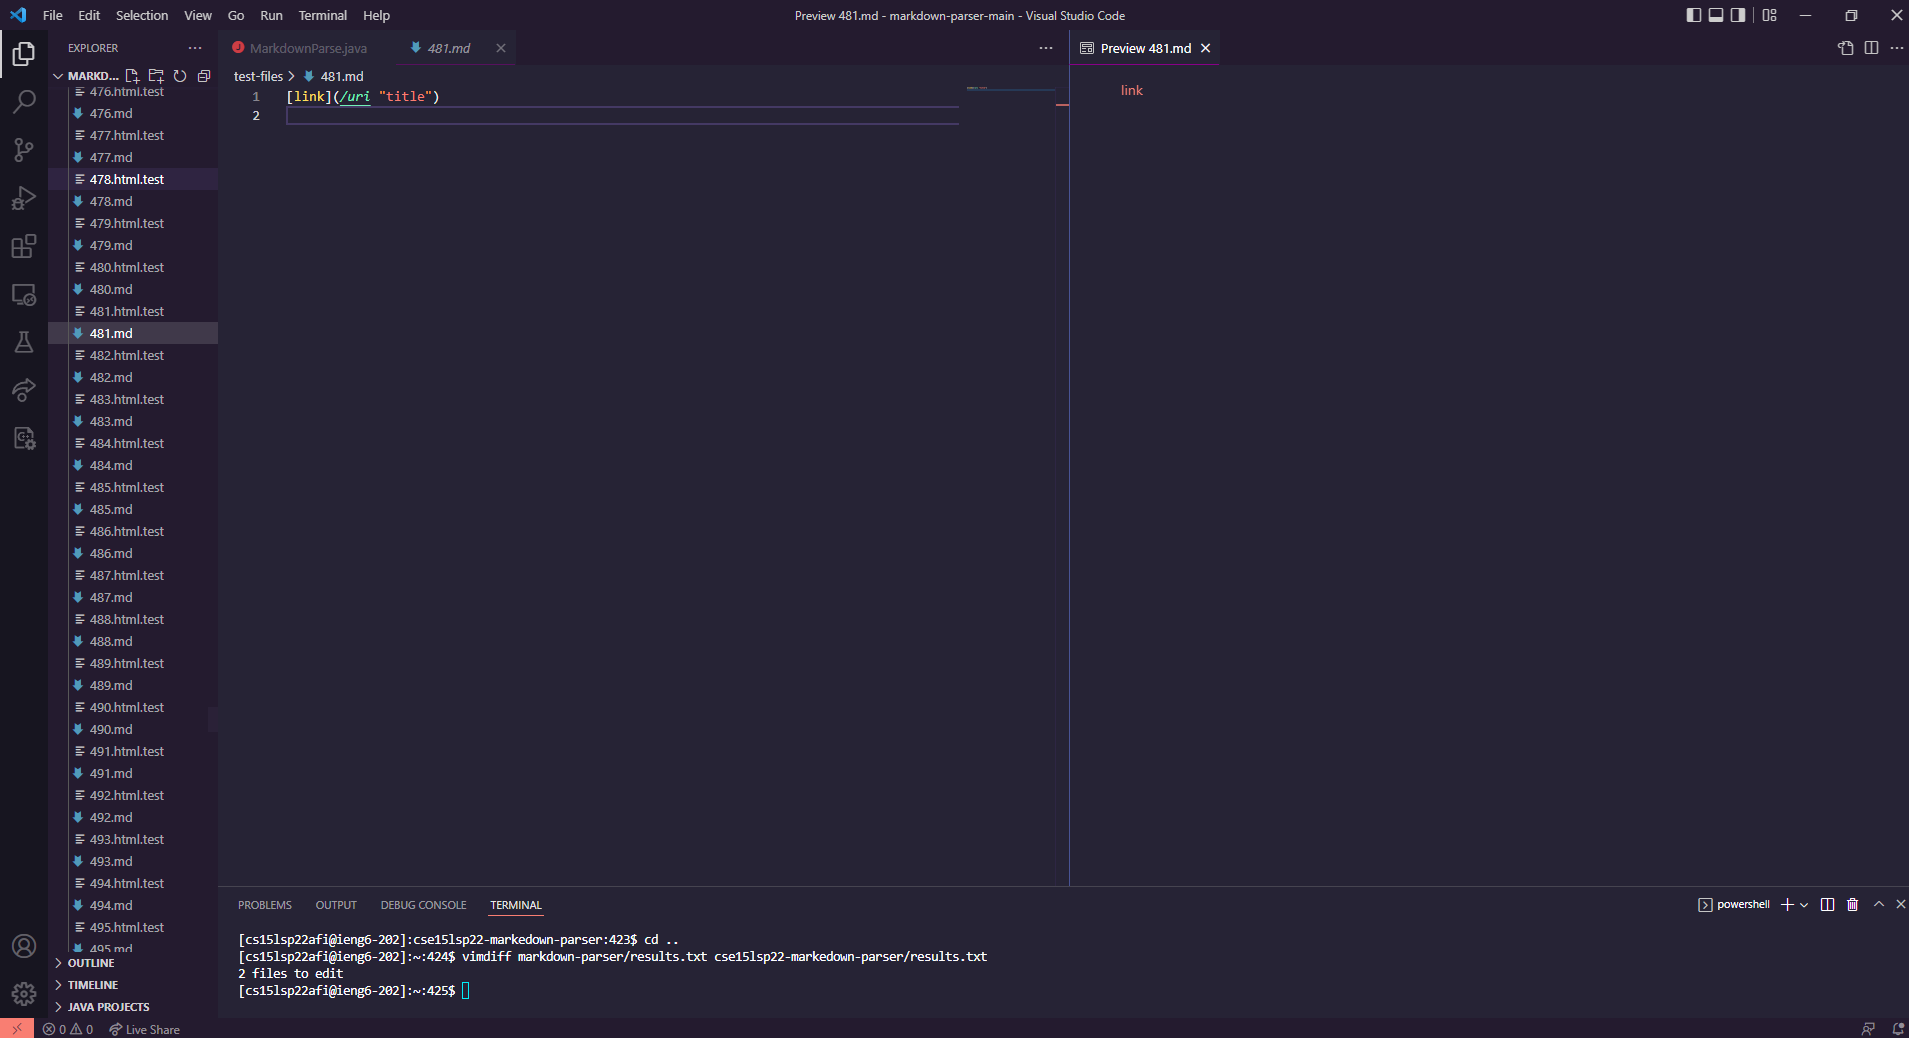 File Edit Selection View Go Run Terminal Help
Preview 481.md - markdown-parser-main - Visual Studio Code
EXPLORER
MARKD...
476.html.test
476.md
477.html.test
477.md
478.html.test
478.md
479.html.test
479.md
480.html.test
480.md
481.html.test
481.md
482.html.test
482.md
483.html.test
483.md
484.html.test
484.md
485.html.test
485.md
486.html.test
486.md
487.html.test
487.md
488.html.test
488.md
489.html.test
489.md
490.html.test
490.md
491.html.test
491.md
492.html.test
492.md
493.html.test
493.md
494.html.test
494.md
495.html.test
495.md
OUTLINE
TIMELINE
JAVA PROJECTS
MarkdownParse.java
481.md
test-files > 481.md
1 [link](/uri "title")
2
Preview 481.md
link
PROBLEMS OUTPUT DEBUG CONSOLE TERMINAL
powershell
[cs15lsp22afi@ieng6-202]:cse15lsp22-markedown-parser:423$ cd ..
[cs15lsp22afi@ieng6-202]:~:424$ vimdiff markdown-parser/results.txt cse15lsp22-markedown-parser/results.txt
2 files to edit
[cs15lsp22afi@ieng6-202]:~:425$
0 0 Live Share